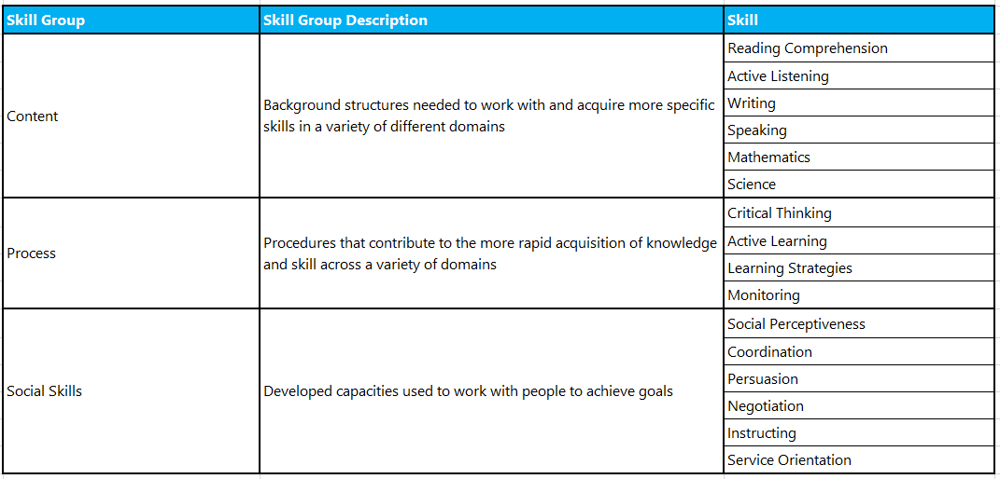 Skill Group Skill Group Description Skill
Content
Background structures needed to work with and acquire more specific
skills in a variety of different domains
Reading Comprehension
Active Listening
Writing
Speaking
Mathematics
Science
Process
Procedures that contribute to the more rapid acquisition of knowledge
and skill across a variety of domains
Critical Thinking
Active Learning
Learning Strategies
Monitoring
Social Skills
Developed capacities used to work with people to achieve goals
Social Perceptiveness
Coordination
Persuasion
Negotiation
Instructing
Service Orientation